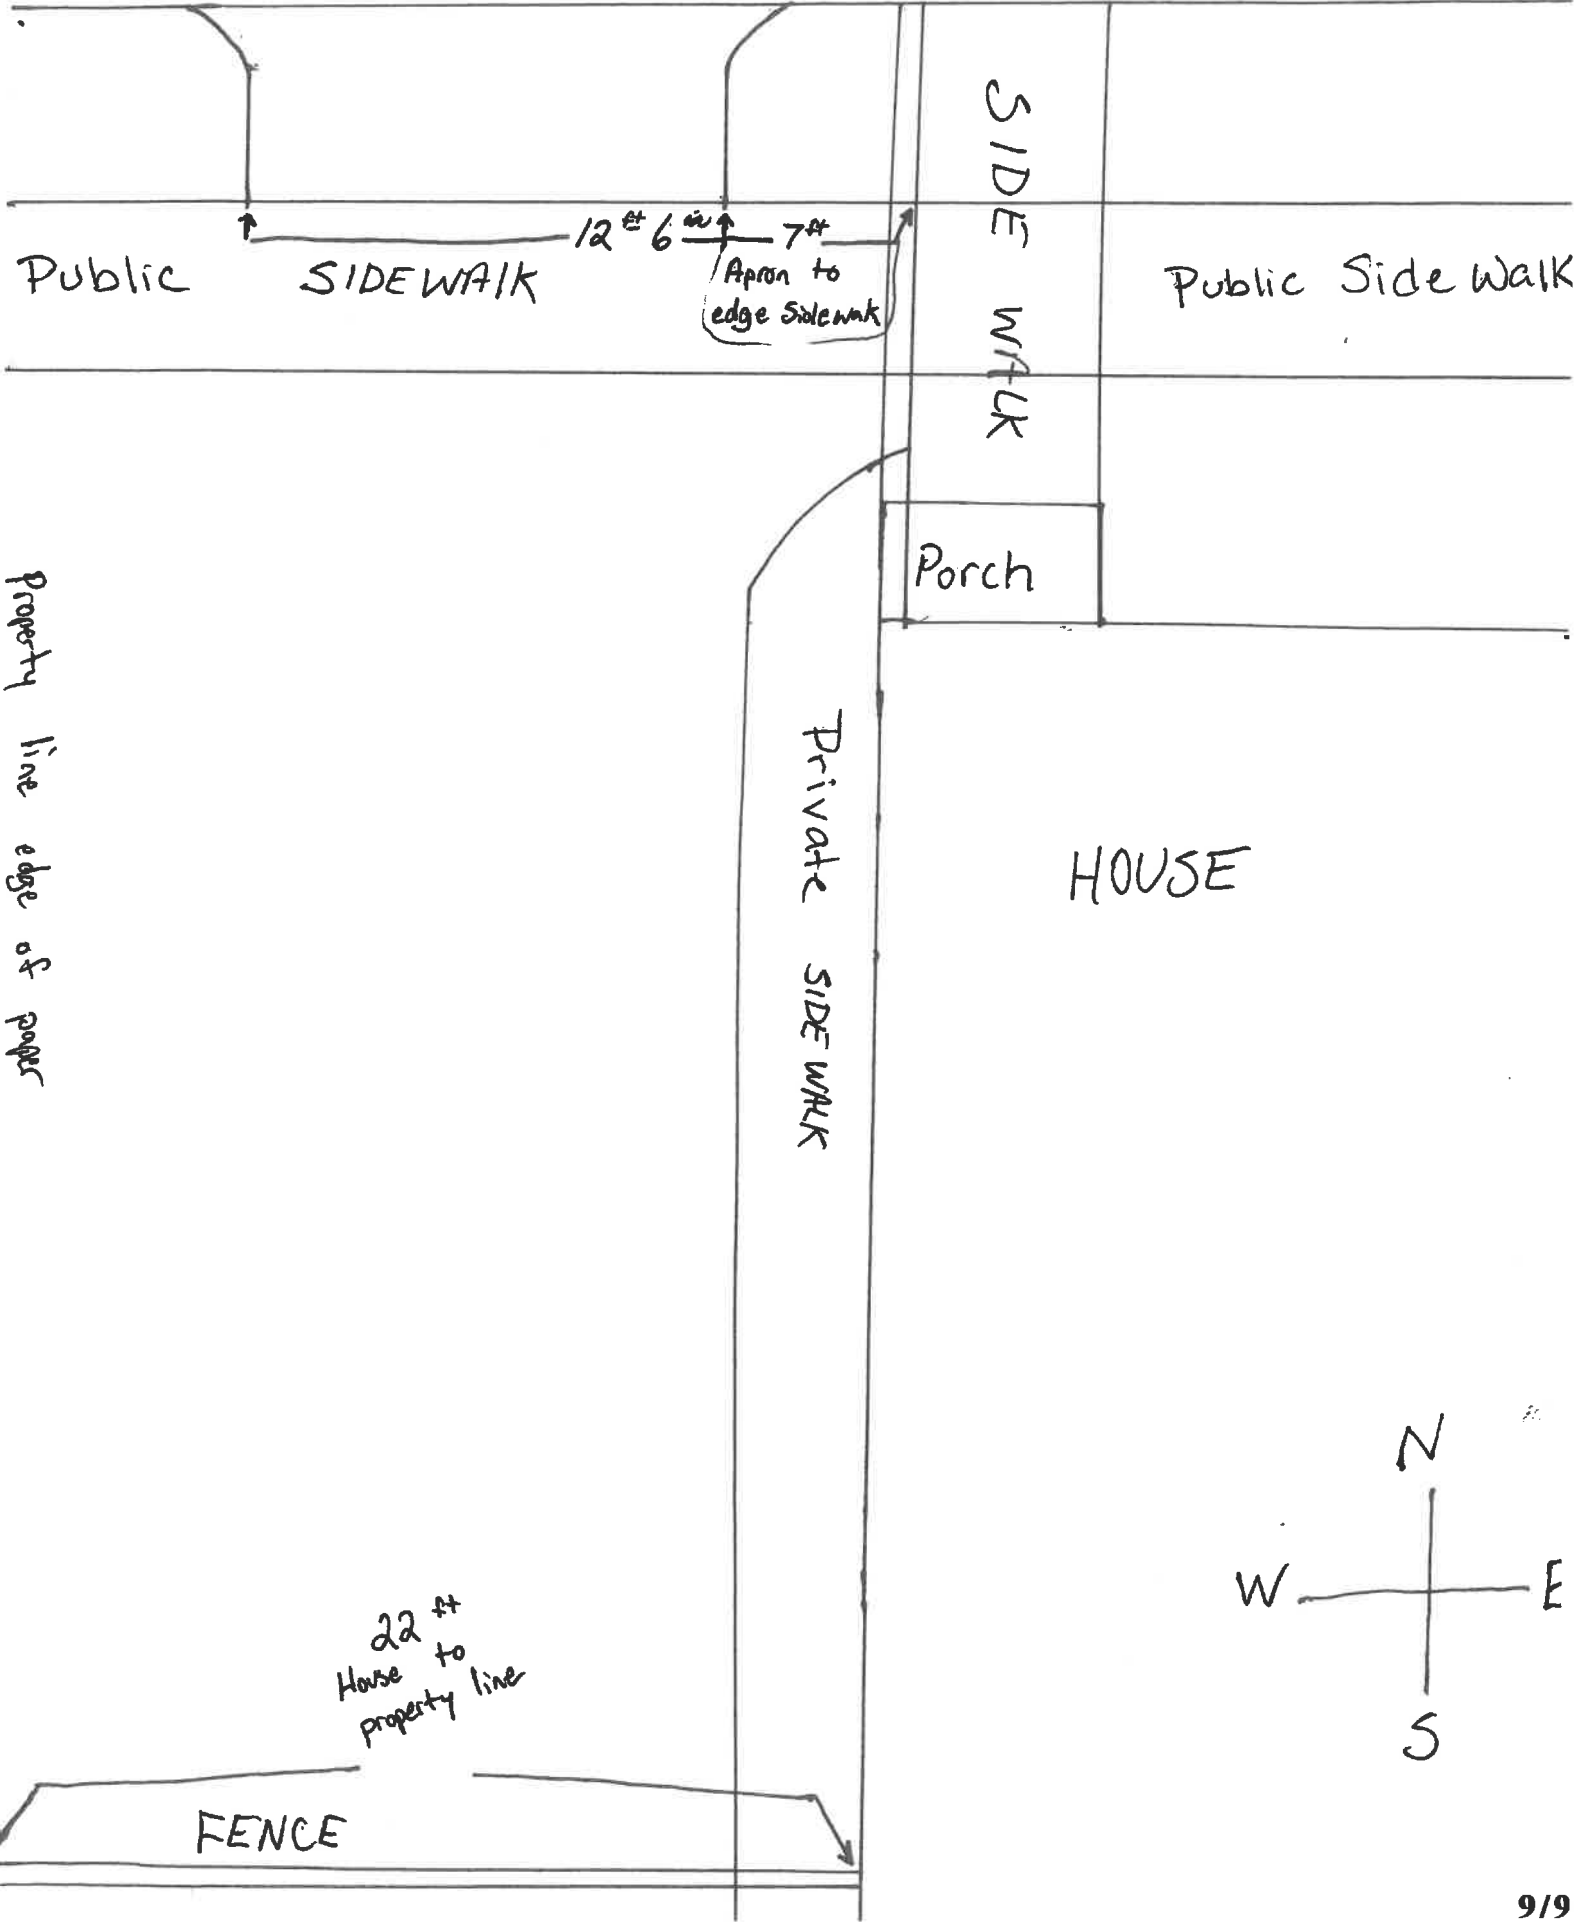 SIDE WALK
12 ft 6 in 7 ft
Public SIDEWALK
Apron to
edge Sidewak
Public Side Walk
Porch
Property line edge of paper
Private SIDEWALK
HOUSE
N
W E
S
22 ft
House to
property line
FENCE
9/9